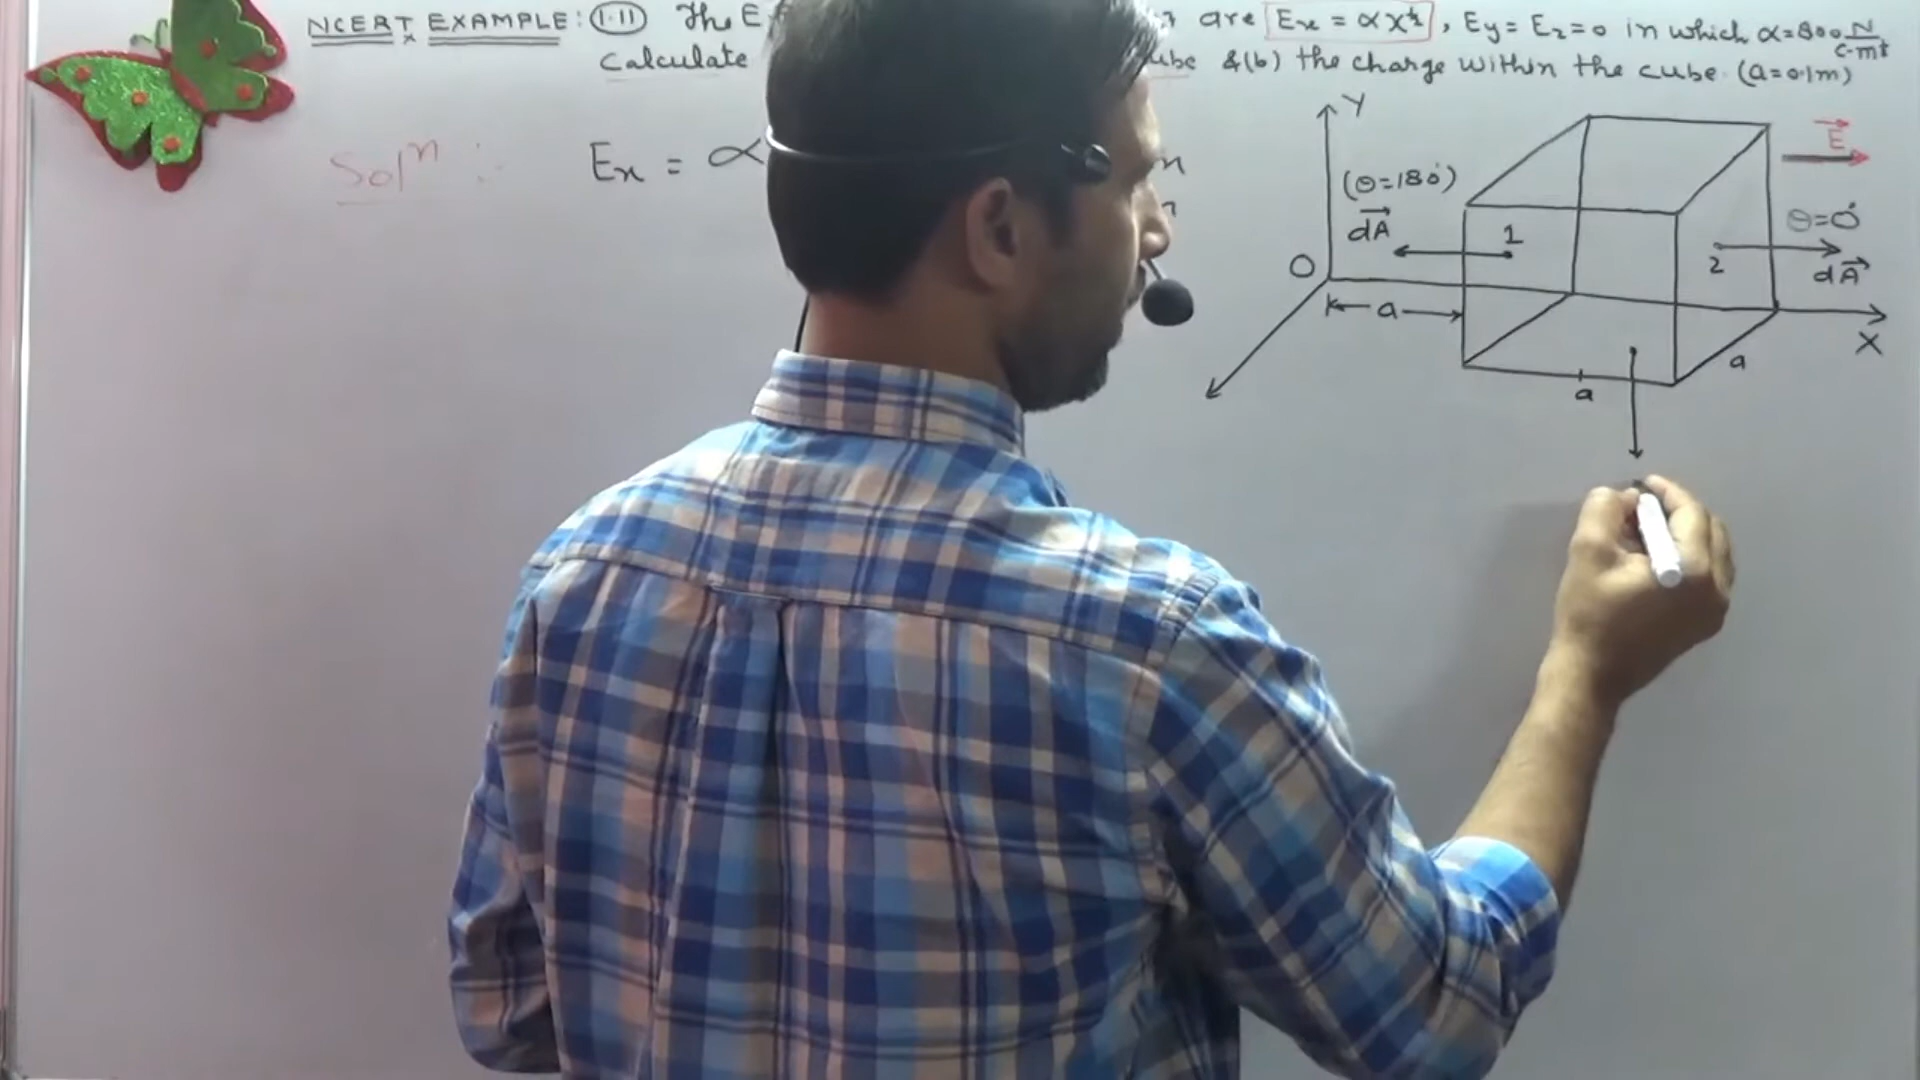 NCERT EXAMPLE: 1.11 The E are Ex = αx½, Ey = Ez = 0 in which α=800 N/C·m½
Calculate ube &(b) the charge within the cube. (a=0.1m)
Solⁿ :- Ex = α
Y
E
(θ=180°)
θ=0°
dA
1
2
dA
O
a
X
a
a